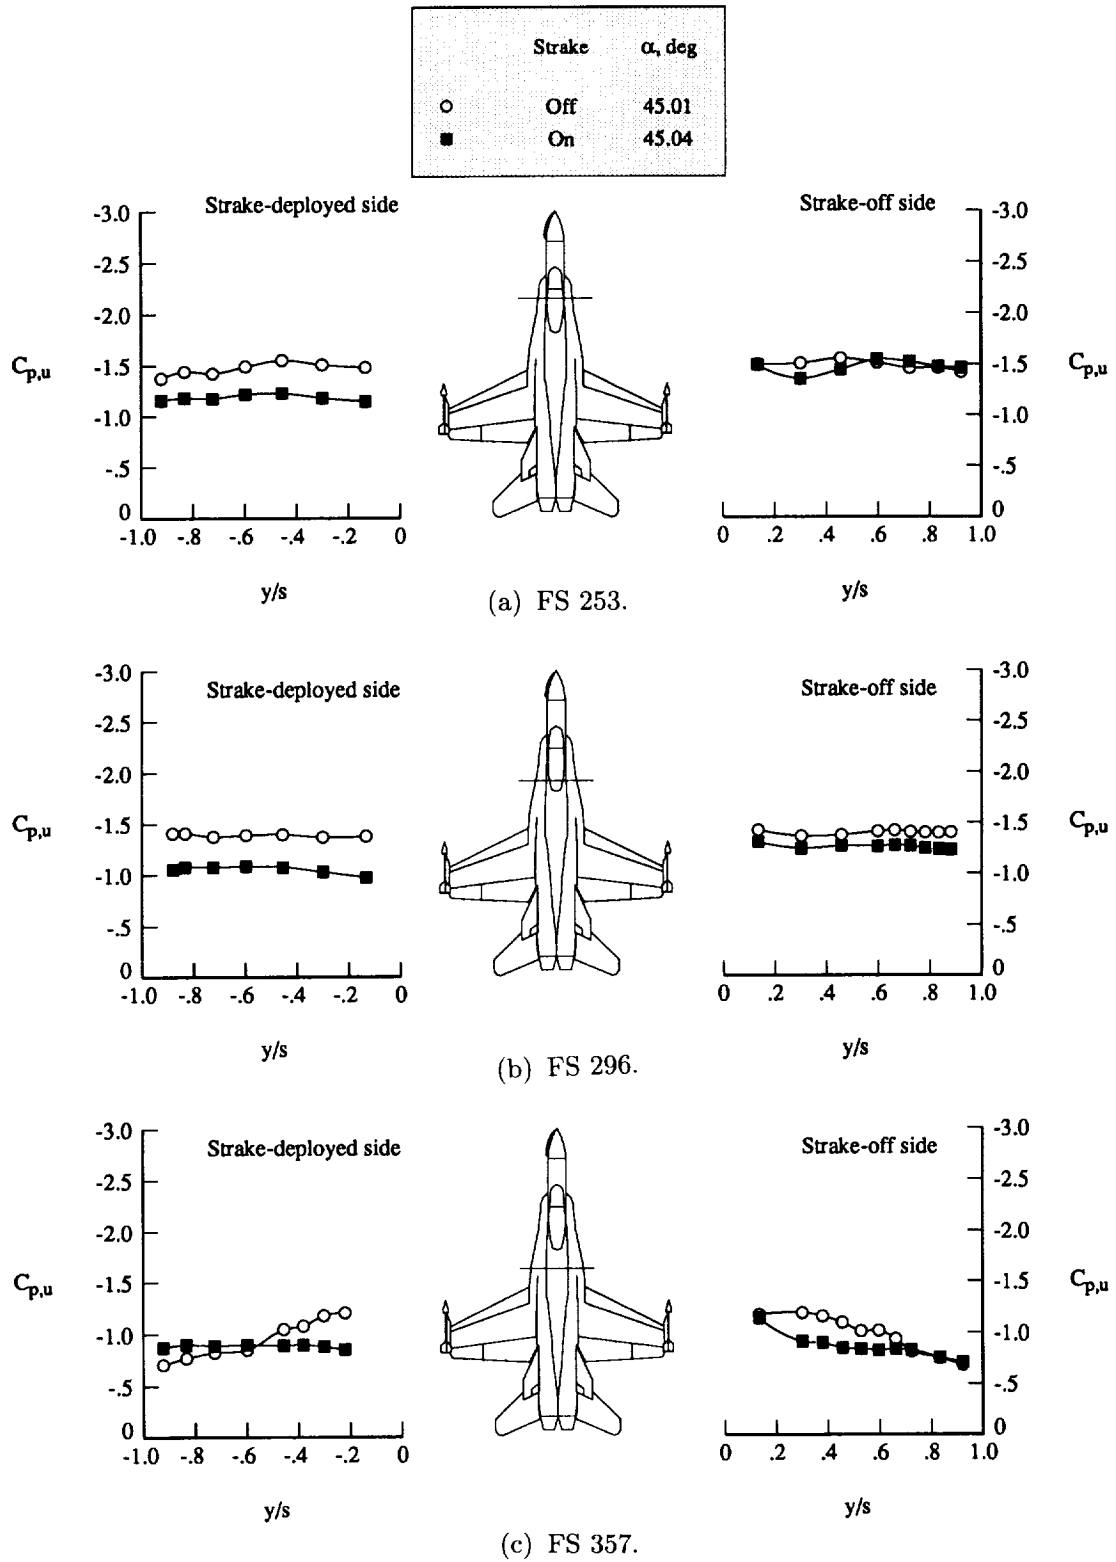 Strake α, deg
Off 45.01
On 45.04
Strake-deployed side
-3.0
-2.5
-2.0
-1.5
-1.0
-.5
0
C_p,u
-1.0 -.8 -.6 -.4 -.2 0
y/s
Strake-off side
-3.0
-2.5
-2.0
-1.5
-1.0
-.5
0
C_p,u
0 .2 .4 .6 .8 1.0
y/s
(a) FS 253.
Strake-deployed side
-3.0
-2.5
-2.0
-1.5
-1.0
-.5
0
C_p,u
-1.0 -.8 -.6 -.4 -.2 0
y/s
Strake-off side
-3.0
-2.5
-2.0
-1.5
-1.0
-.5
0
C_p,u
0 .2 .4 .6 .8 1.0
y/s
(b) FS 296.
Strake-deployed side
-3.0
-2.5
-2.0
-1.5
-1.0
-.5
0
C_p,u
-1.0 -.8 -.6 -.4 -.2 0
y/s
Strake-off side
-3.0
-2.5
-2.0
-1.5
-1.0
-.5
0
C_p,u
0 .2 .4 .6 .8 1.0
y/s
(c) FS 357.